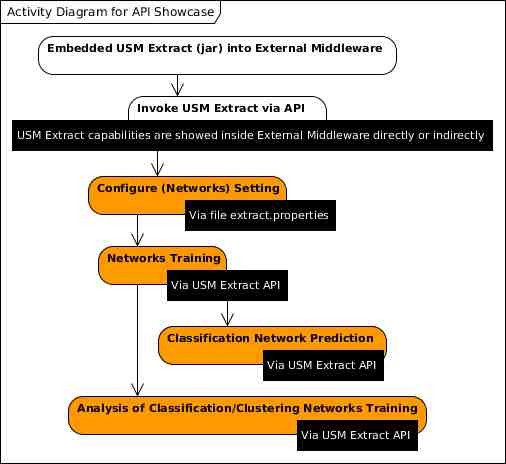 Activity Diagram for API Showcase
Embedded USM Extract (jar) into External Middleware
Invoke USM Extract via API
USM Extract capabilities are showed inside External Middleware directly or indirectly
Configure (Networks) Setting
Via file extract.properties
Networks Training
Via USM Extract API
Classification Network Prediction
Via USM Extract API
Analysis of Classification/Clustering Networks Training
Via USM Extract API